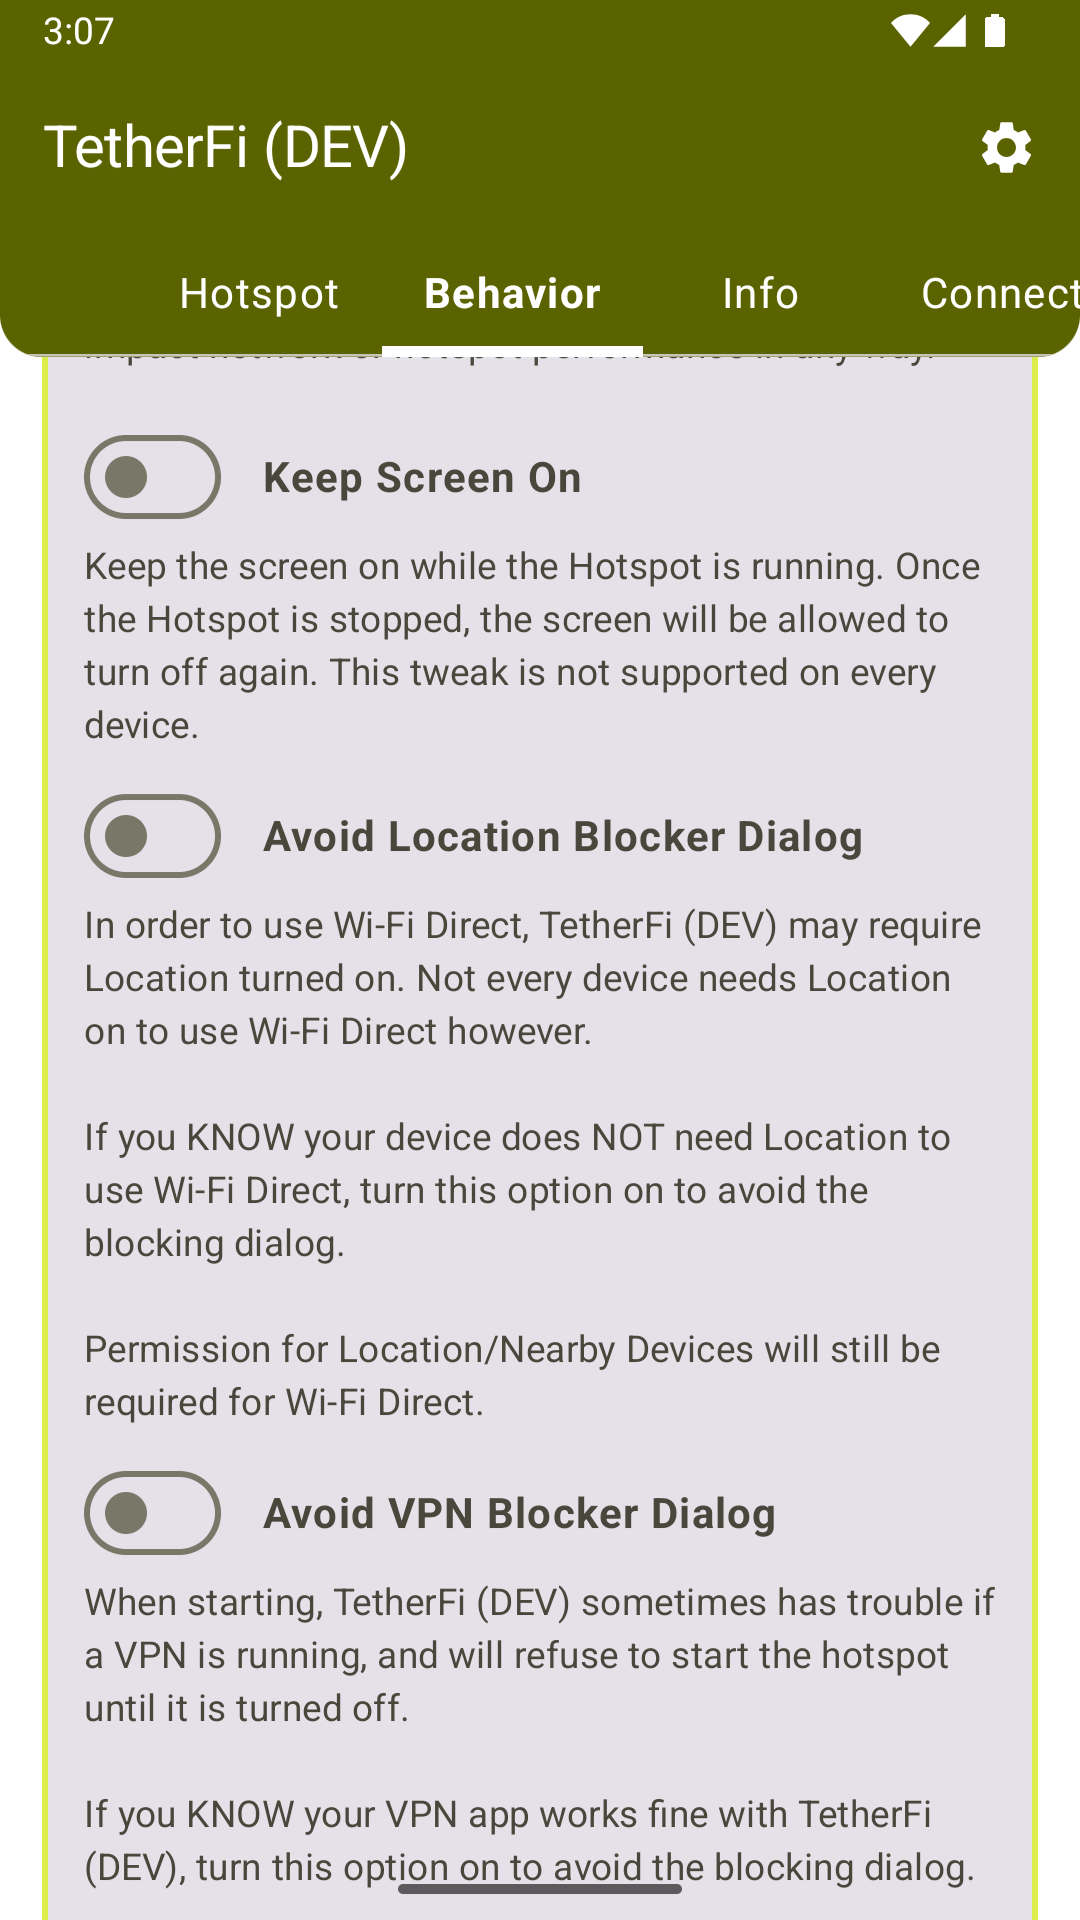 3:07
TetherFi (DEV)
Hotspot Behavior Info Connect
Keep Screen On
Keep the screen on while the Hotspot is running. Once
the Hotspot is stopped, the screen will be allowed to
turn off again. This tweak is not supported on every
device.
Avoid Location Blocker Dialog
In order to use Wi-Fi Direct, TetherFi (DEV) may require
Location turned on. Not every device needs Location
on to use Wi-Fi Direct however.
If you KNOW your device does NOT need Location to
use Wi-Fi Direct, turn this option on to avoid the
blocking dialog.
Permission for Location/Nearby Devices will still be
required for Wi-Fi Direct.
Avoid VPN Blocker Dialog
When starting, TetherFi (DEV) sometimes has trouble if
a VPN is running, and will refuse to start the hotspot
until it is turned off.
If you KNOW your VPN app works fine with TetherFi
(DEV), turn this option on to avoid the blocking dialog.